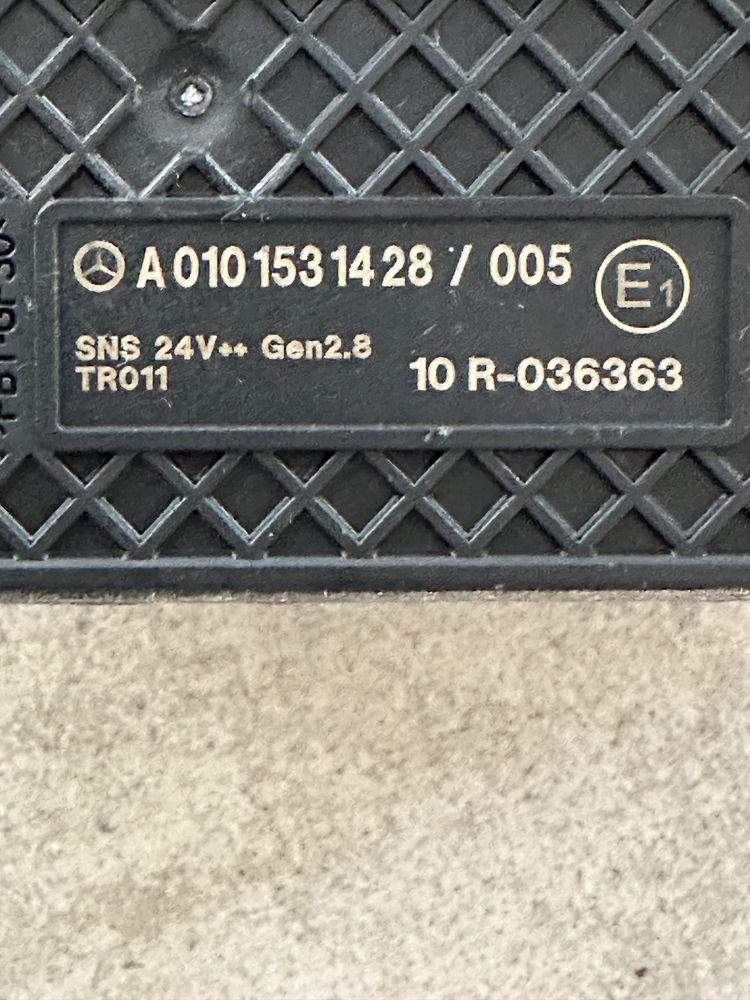 A 010 153 14 28 / 005
E1
SNS 24V++ Gen2.8
TR011
10 R-036363